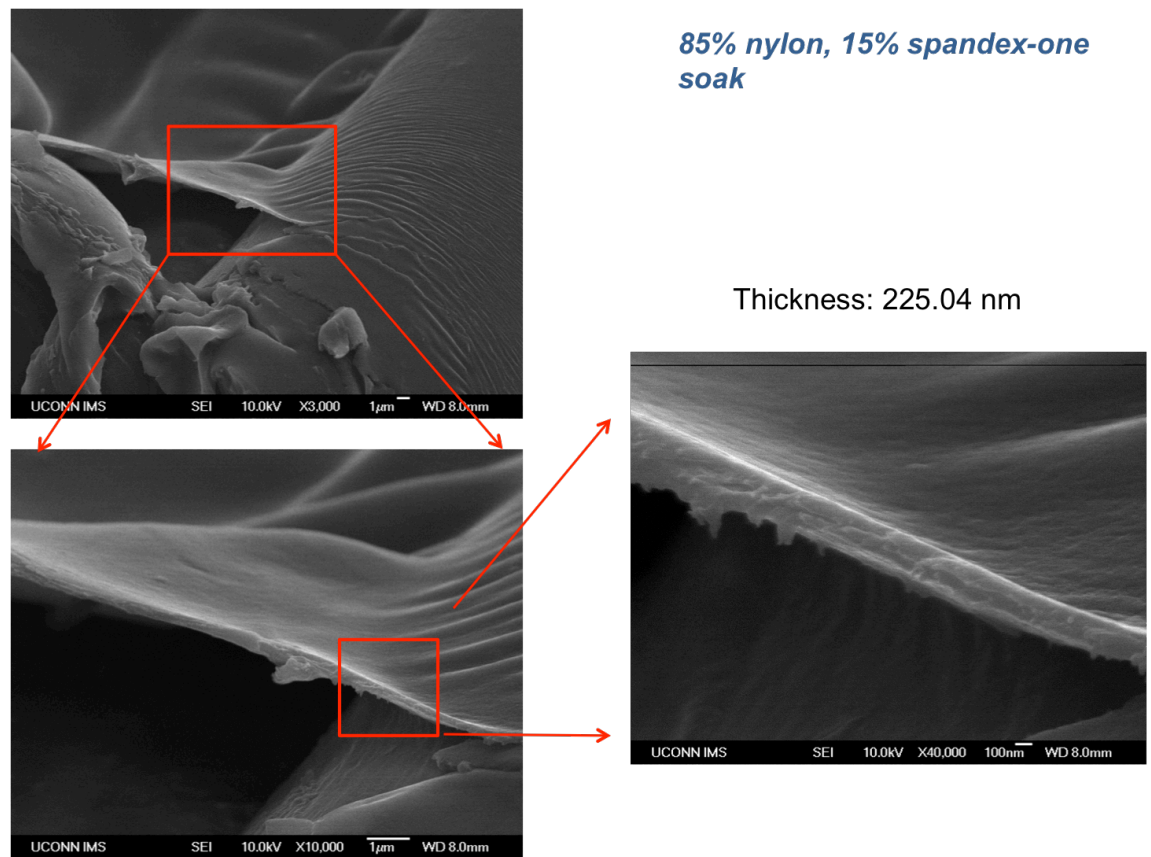 85% nylon, 15% spandex-one
soak
Thickness: 225.04 nm
UCONN IMS SEI 10.0kV X3,000 1µm WD 8.0mm
UCONN IMS SEI 10.0kV X10,000 1µm WD 8.0mm
UCONN IMS SEI 10.0kV X40,000 100nm WD 8.0mm